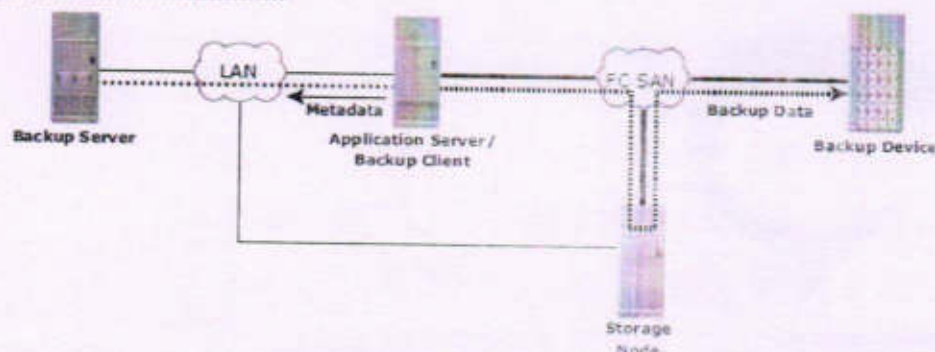 LAN
FC SAN
Metadata
Backup Data
Backup Server
Application Server /
Backup Client
Backup Device
Storage
Node